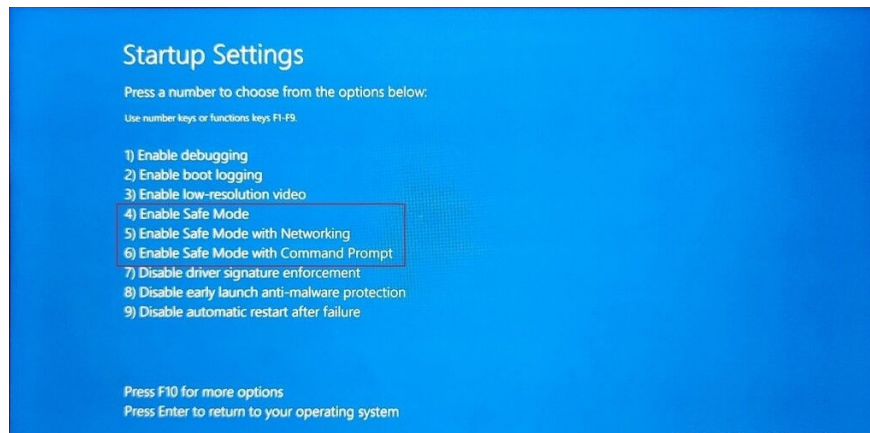 Startup Settings
Press a number to choose from the options below:
Use number keys or functions keys F1-F9.
1) Enable debugging
2) Enable boot logging
3) Enable low-resolution video
4) Enable Safe Mode
5) Enable Safe Mode with Networking
6) Enable Safe Mode with Command Prompt
7) Disable driver signature enforcement
8) Disable early launch anti-malware protection
9) Disable automatic restart after failure
Press F10 for more options
Press Enter to return to your operating system